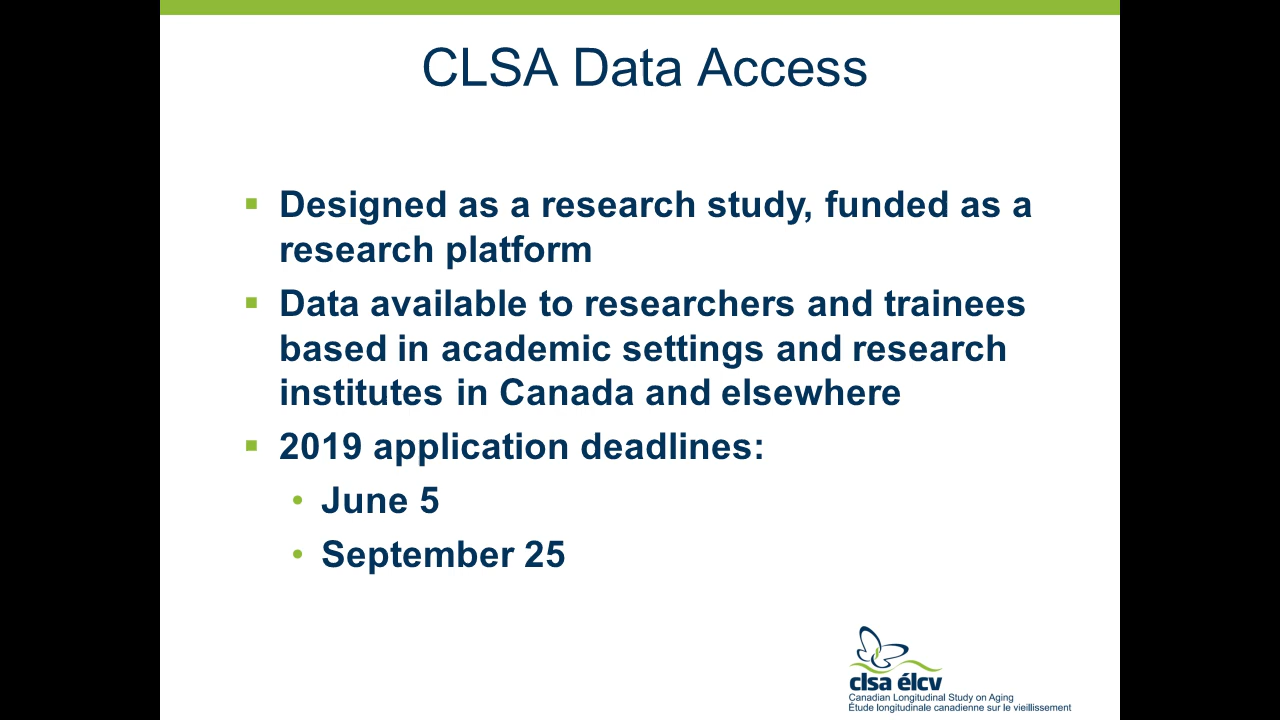 CLSA Data Access
Designed as a research study, funded as a
research platform
Data available to researchers and trainees
based in academic settings and research
institutes in Canada and elsewhere
2019 application deadlines:
June 5
September 25
clsa élcv
Canadian Longitudinal Study on Aging
Étude longitudinale canadienne sur le vieillissement